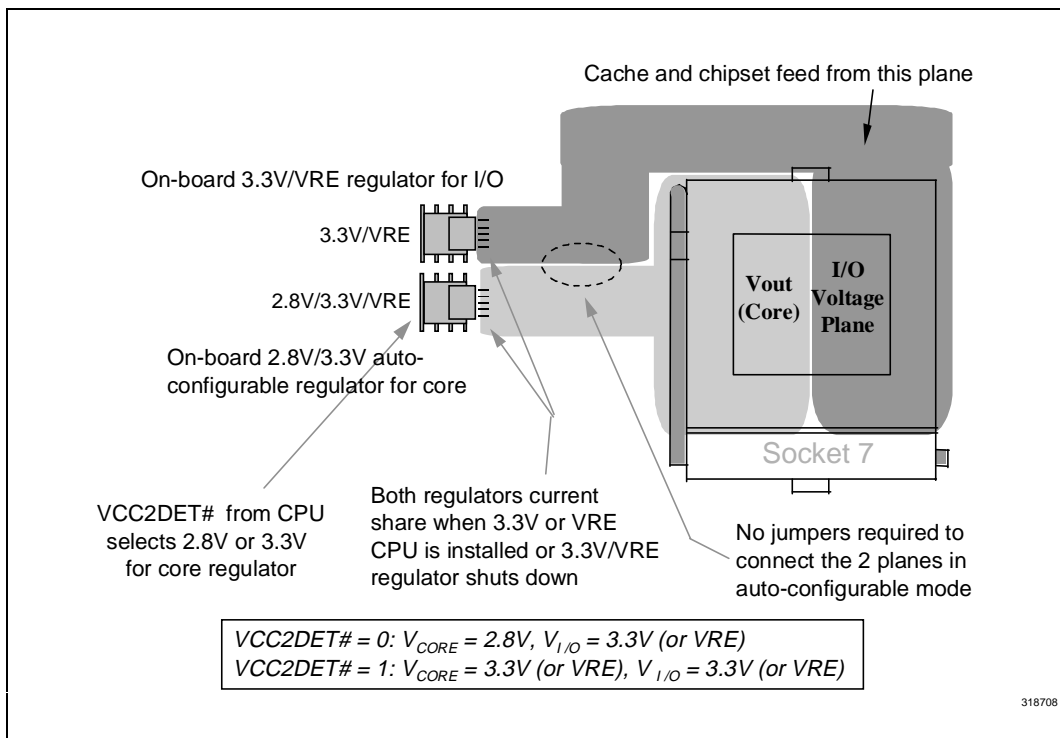 Cache and chipset feed from this plane
On-board 3.3V/VRE regulator for I/O
3.3V/VRE
2.8V/3.3V/VRE
On-board 2.8V/3.3V auto-
configurable regulator for core
Vout
(Core)
I/O
Voltage
Plane
Socket 7
VCC2DET# from CPU
selects 2.8V or 3.3V
for core regulator
Both regulators current
share when 3.3V or VRE
CPU is installed or 3.3V/VRE
regulator shuts down
No jumpers required to
connect the 2 planes in
auto-configurable mode
VCC2DET# = 0: V_CORE = 2.8V, V_I/O = 3.3V (or VRE)
VCC2DET# = 1: V_CORE = 3.3V (or VRE), V_I/O = 3.3V (or VRE)
318708